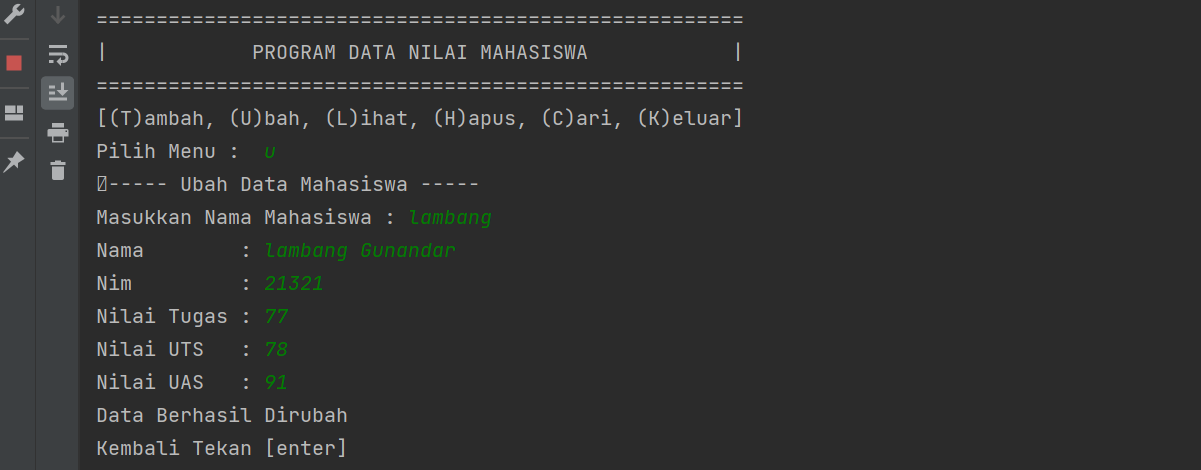 ======================================================
|            PROGRAM DATA NILAI MAHASISWA            |
======================================================
[(T)ambah, (U)bah, (L)ihat, (H)apus, (C)ari, (K)eluar]
Pilih Menu :  u
----- Ubah Data Mahasiswa -----
Masukkan Nama Mahasiswa : lambang
Nama        : lambang Gunandar
Nim         : 21321
Nilai Tugas : 77
Nilai UTS   : 78
Nilai UAS   : 91
Data Berhasil Dirubah
Kembali Tekan [enter]